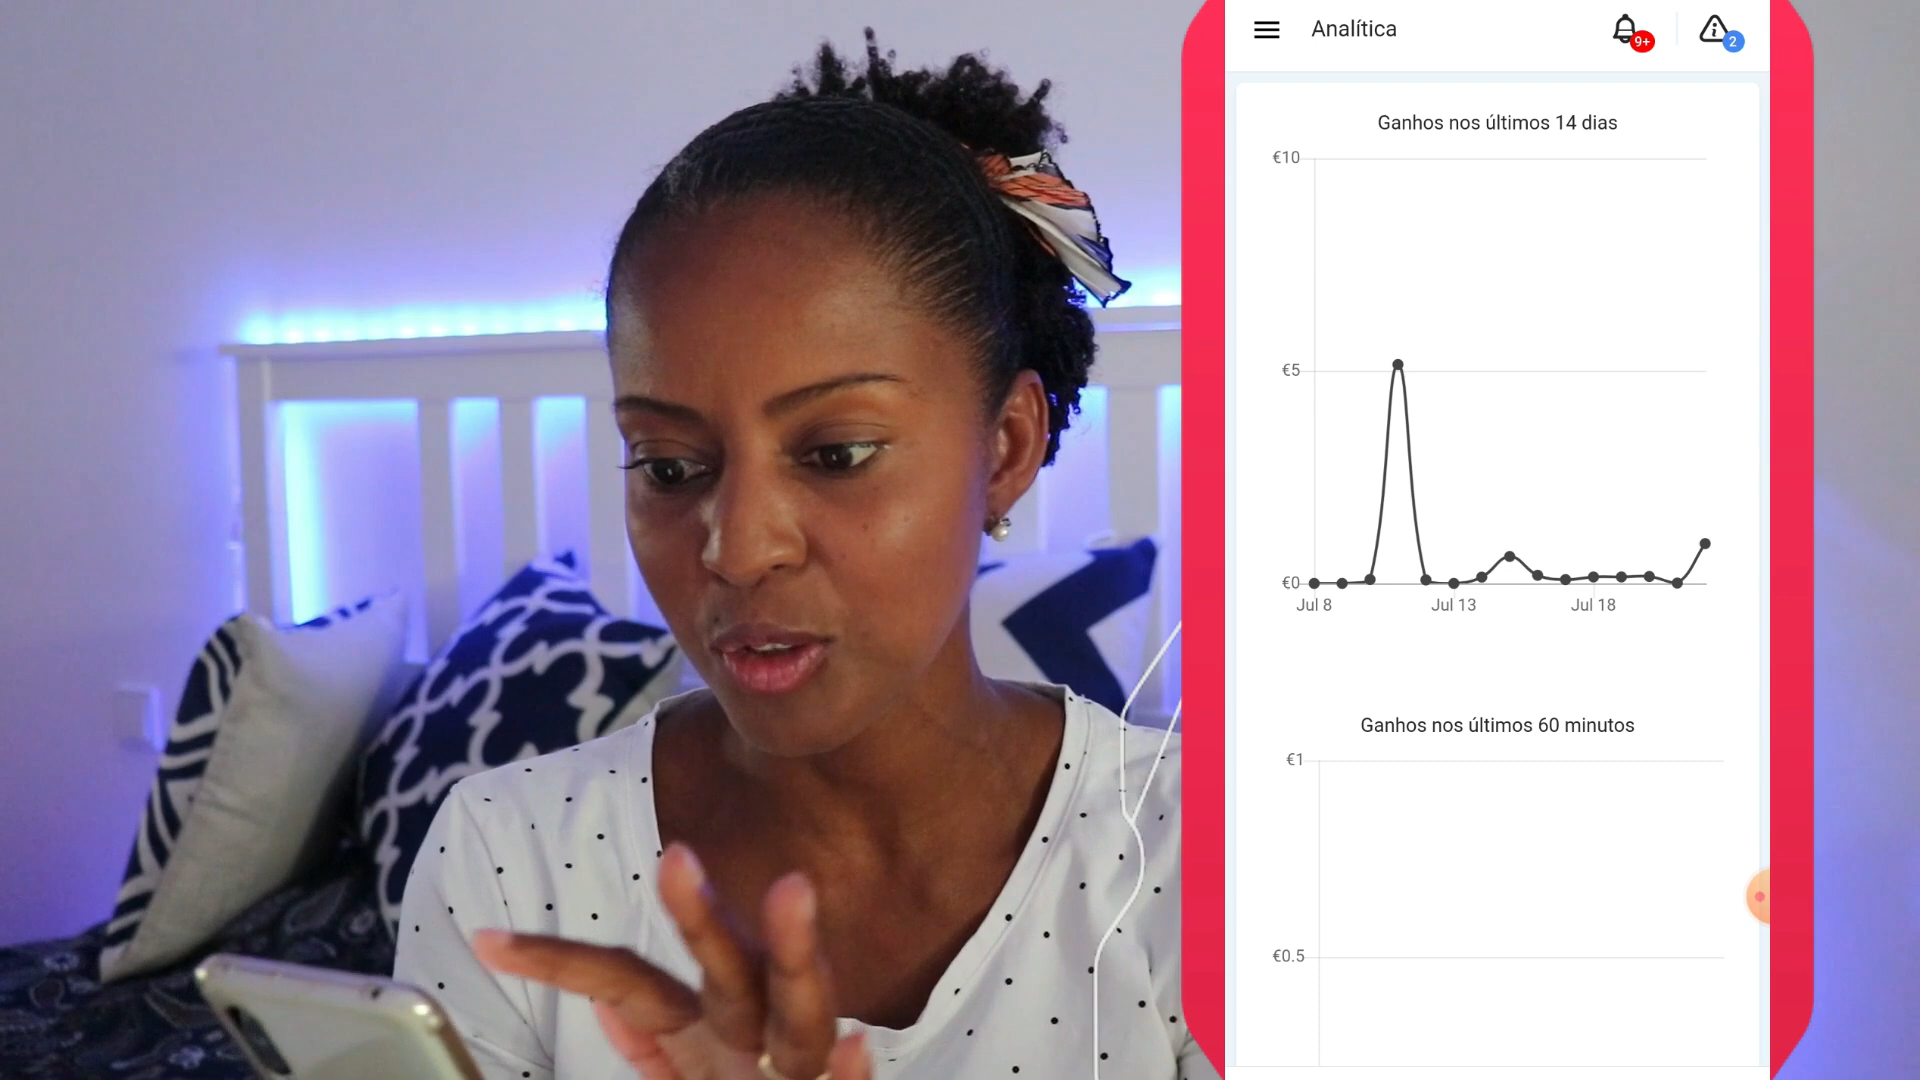 Analítica
9+
2
Ganhos nos últimos 14 dias
€10
€5
€0
Jul 8
Jul 13
Jul 18
Ganhos nos últimos 60 minutos
€1
€0.5